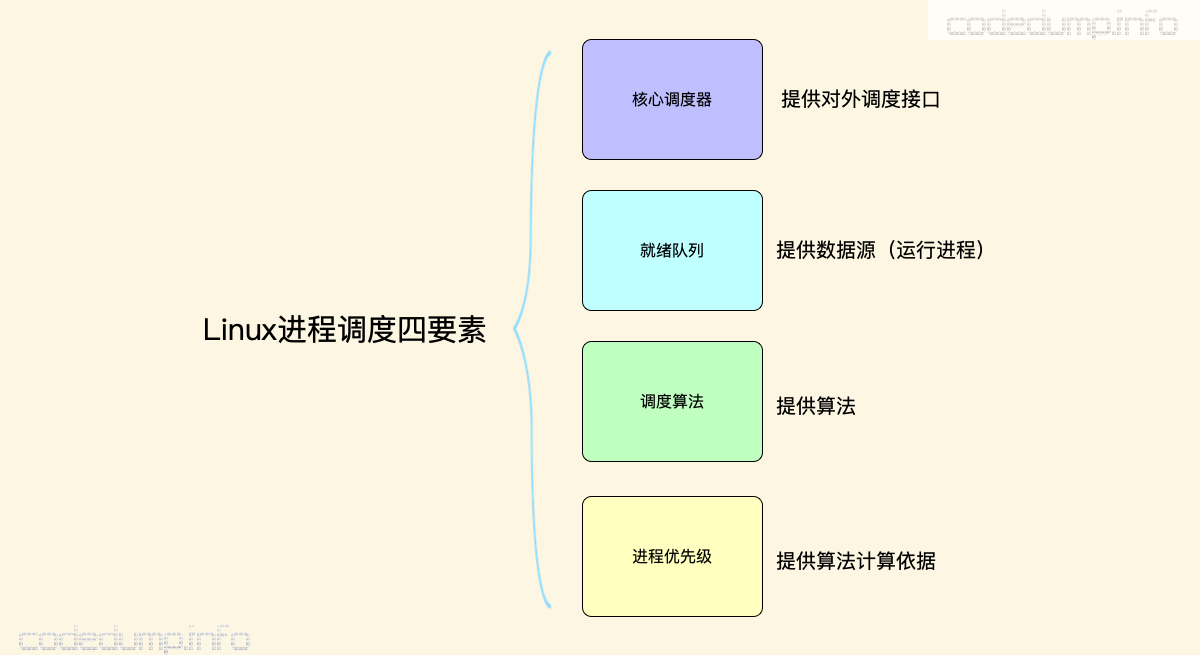 codedump.info
核心调度器
提供对外调度接口
就绪队列
提供数据源（运行进程）
Linux进程调度四要素
调度算法
提供算法
进程优先级
提供算法计算依据
codedump.info